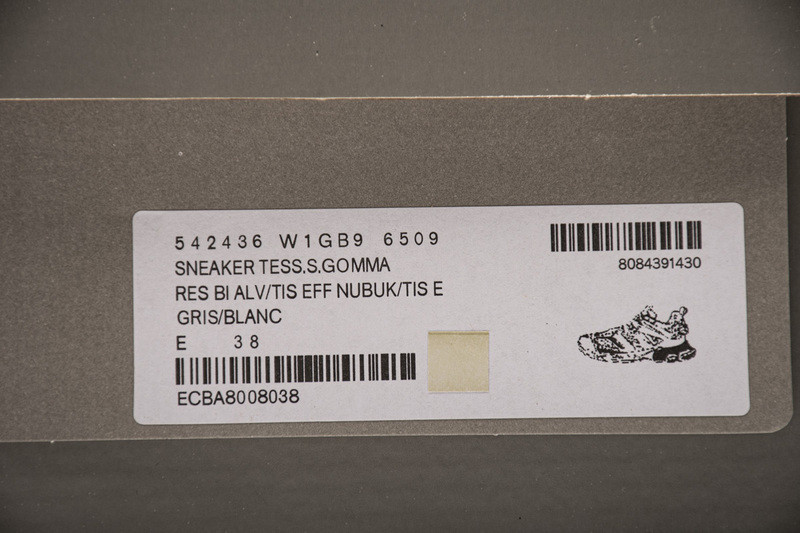 542436 W1GB9 6509
SNEAKER TESS.S.GOMMA
RES BI ALV/TIS EFF NUBUK/TIS E
GRIS/BLANC
E 38
ECBA8008038
8084391430